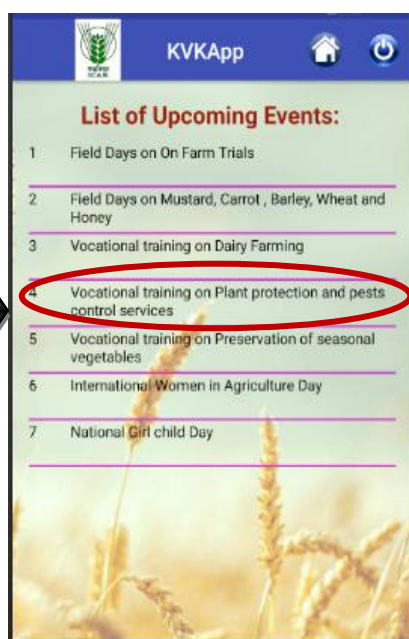 ICAR
KVKApp
List of Upcoming Events:
1 Field Days on On Farm Trials
2 Field Days on Mustard, Carrot , Barley, Wheat and
Honey
3 Vocational training on Dairy Farming
4 Vocational training on Plant protection and pests
control services
5 Vocational training on Preservation of seasonal
vegetables
6 International Women in Agriculture Day
7 National Girl child Day